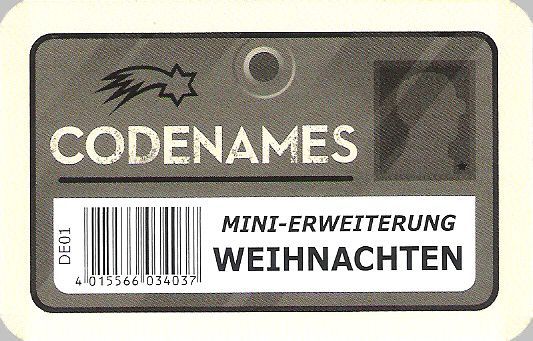 CODENAMES
MINI-ERWEITERUNG
WEIHNACHTEN
DE01
4 015566 034037